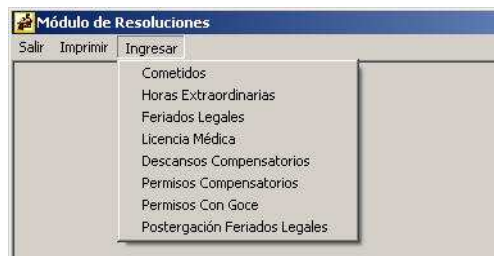 Módulo de Resoluciones
Salir Imprimir Ingresar
Cometidos
Horas Extraordinarias
Feriados Legales
Licencia Médica
Descansos Compensatorios
Permisos Compensatorios
Permisos Con Goce
Postergación Feriados Legales